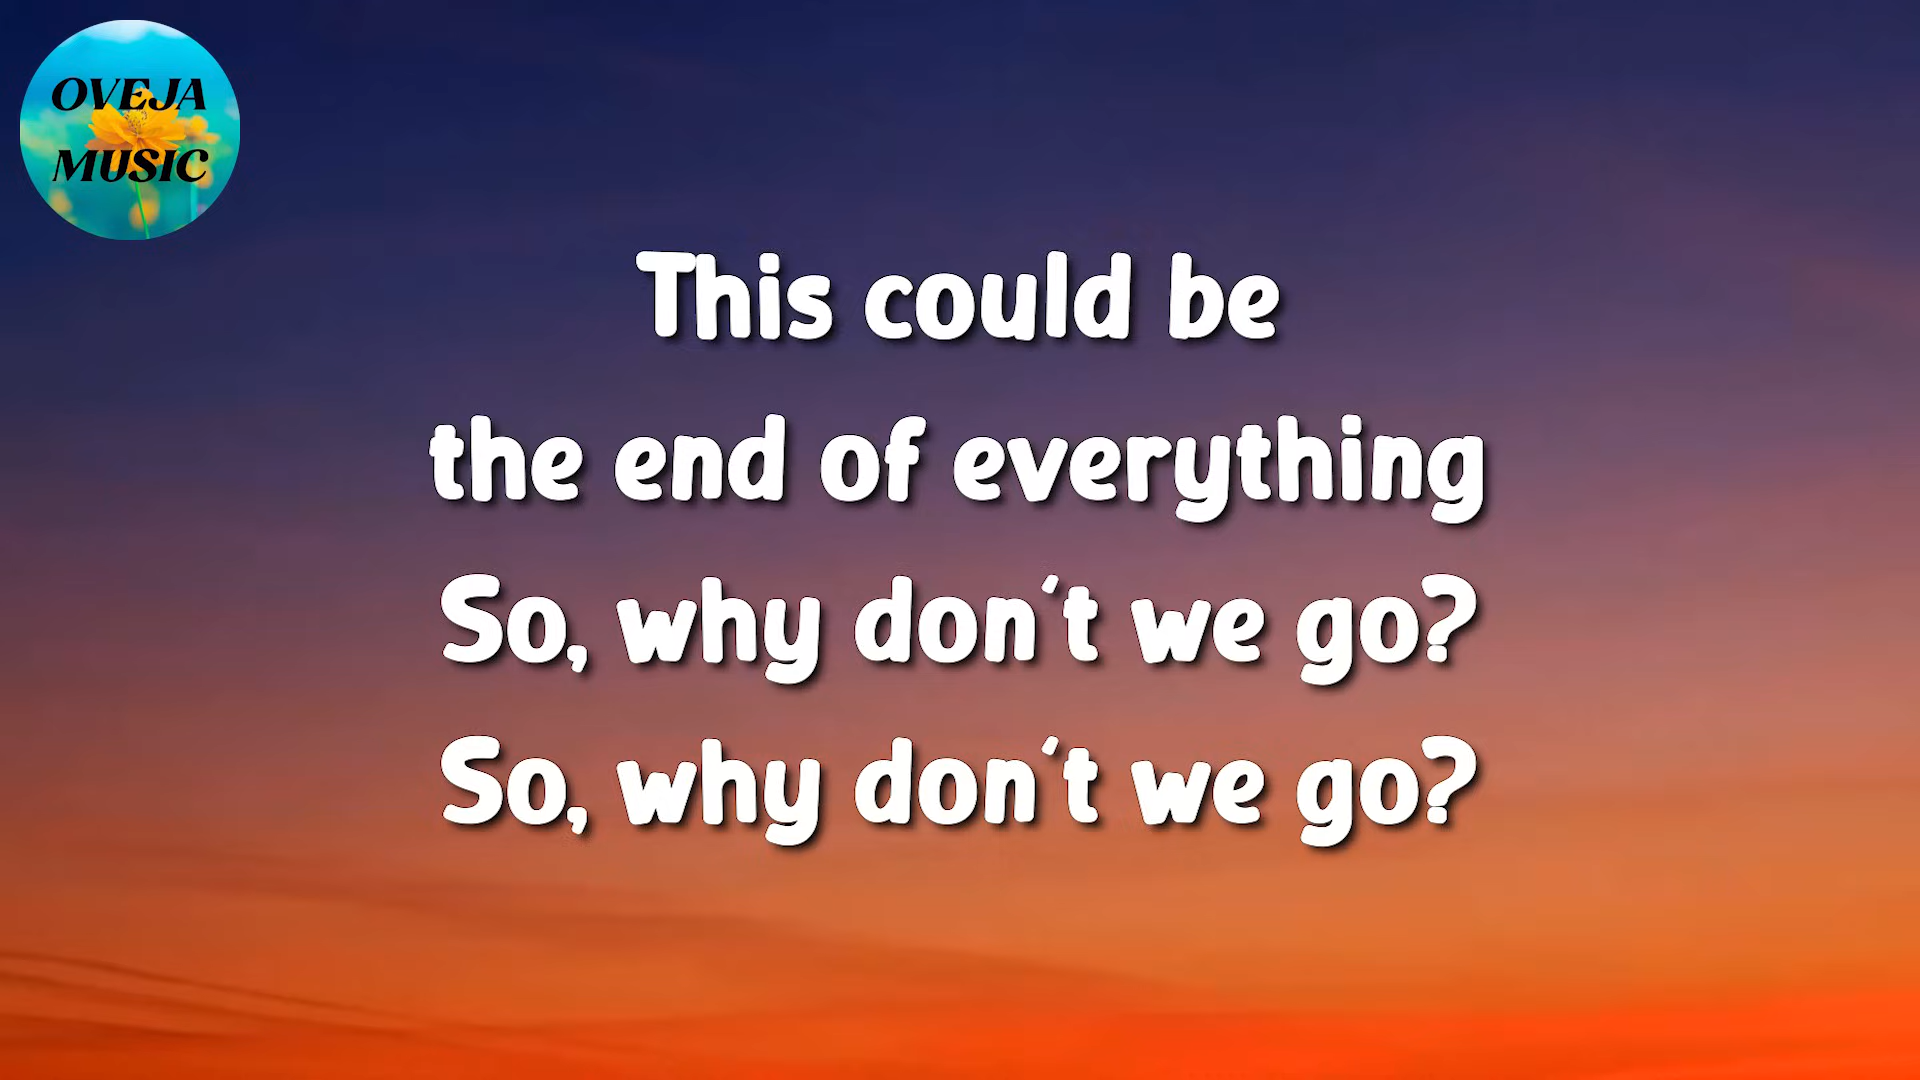 OVEJA
MUSIC
This could be
the end of everything
So, why don't we go?
So, why don't we go?